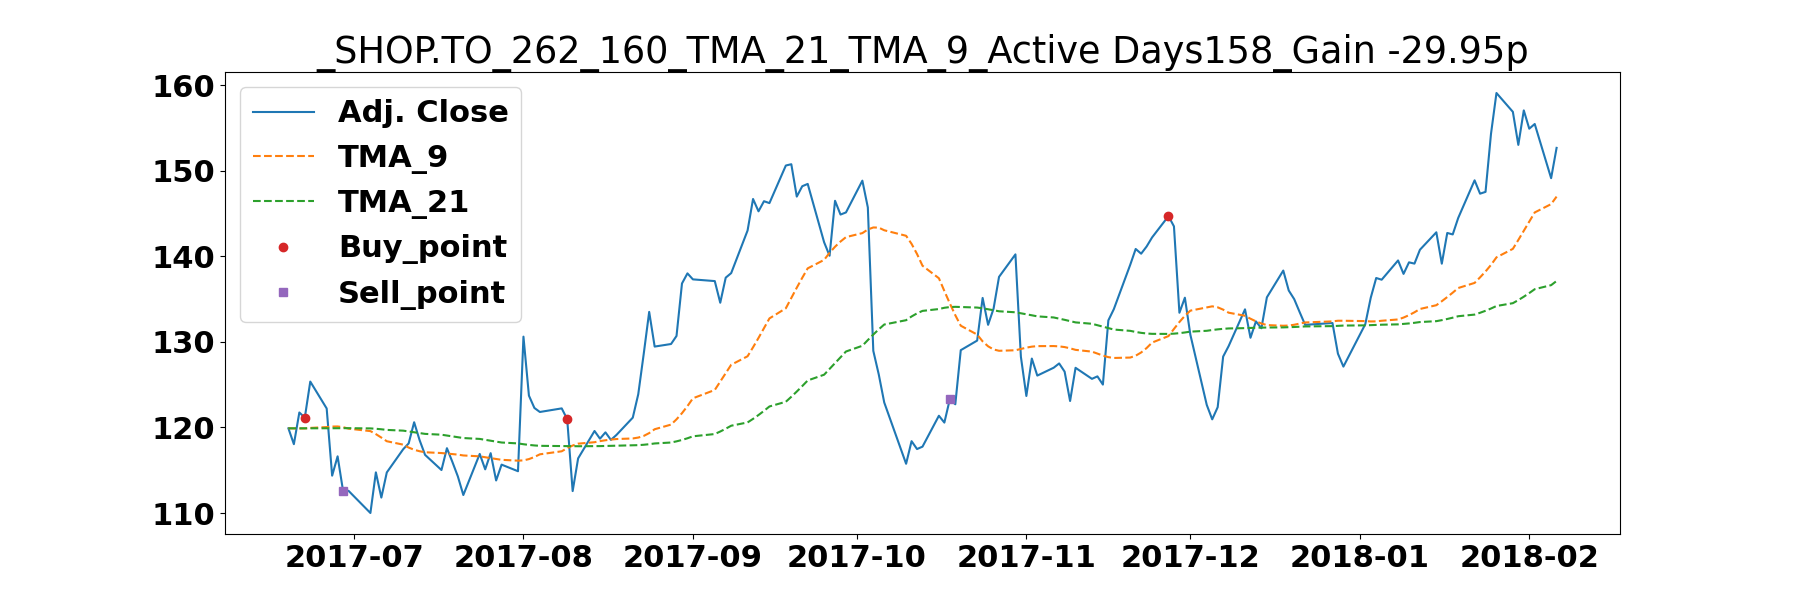 _SHOP.TO_262_160_TMA_21_TMA_9_Active Days158_Gain -29.95p
160
150
140
130
120
110
Adj. Close
TMA_9
TMA_21
Buy_point
Sell_point
2017-07 2017-08 2017-09 2017-10 2017-11 2017-12 2018-01 2018-02